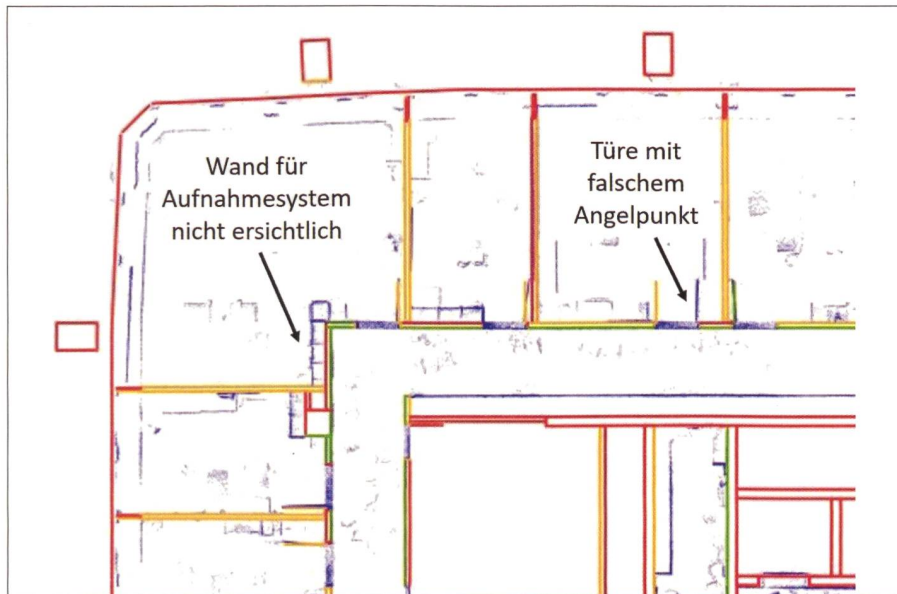 Wand für
Aufnahmesystem
nicht ersichtlich
Türe mit
falschem
Angelpunkt